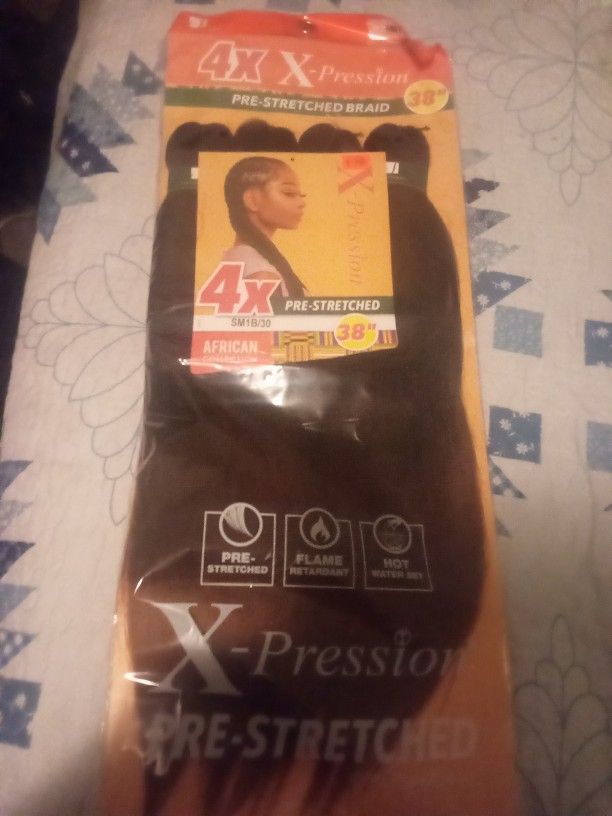 4X X-Pression
PRE-STRETCHED BRAID
38"
X-Pression
4X PRE-STRETCHED
SM1B/30
38"
AFRICAN
COLLECTION
PRE-
STRETCHED
FLAME
RETARDANT
HOT
WATER SET
X-Pression
PRE-STRETCHED